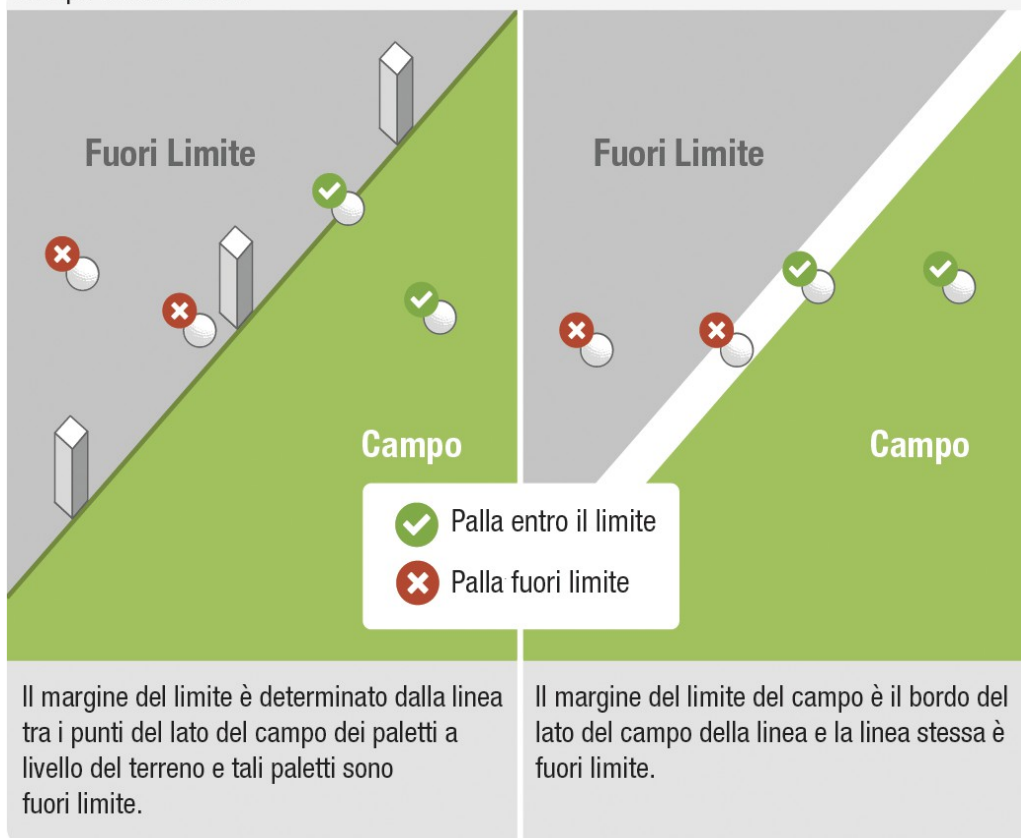 Fuori Limite
Campo
Fuori Limite
Campo
Palla entro il limite
Palla fuori limite
Il margine del limite è determinato dalla linea
tra i punti del lato del campo dei paletti a
livello del terreno e tali paletti sono
fuori limite.
Il margine del limite del campo è il bordo del
lato del campo della linea e la linea stessa è
fuori limite.